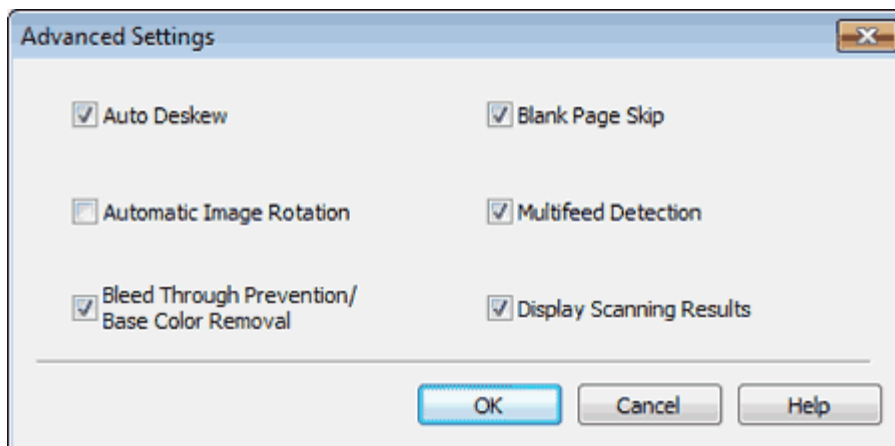 Advanced Settings
Auto Deskew
Blank Page Skip
Automatic Image Rotation
Multifeed Detection
Bleed Through Prevention/
Base Color Removal
Display Scanning Results
OK
Cancel
Help